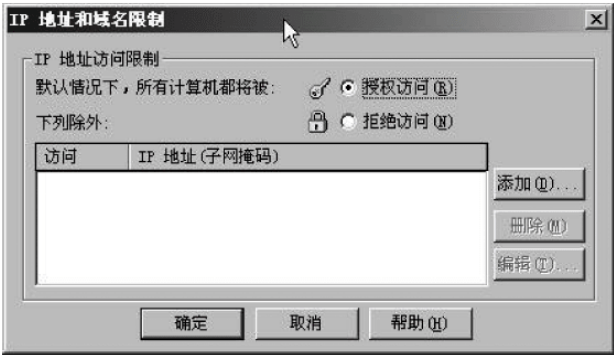 IP 地址和域名限制
IP 地址访问限制
默认情况下，所有计算机都将被: 授权访问(R)
下列除外: 拒绝访问(N)
访问 IP 地址(子网掩码)
添加(D)...
删除(M)
编辑(T)...
确定 取消 帮助(H)